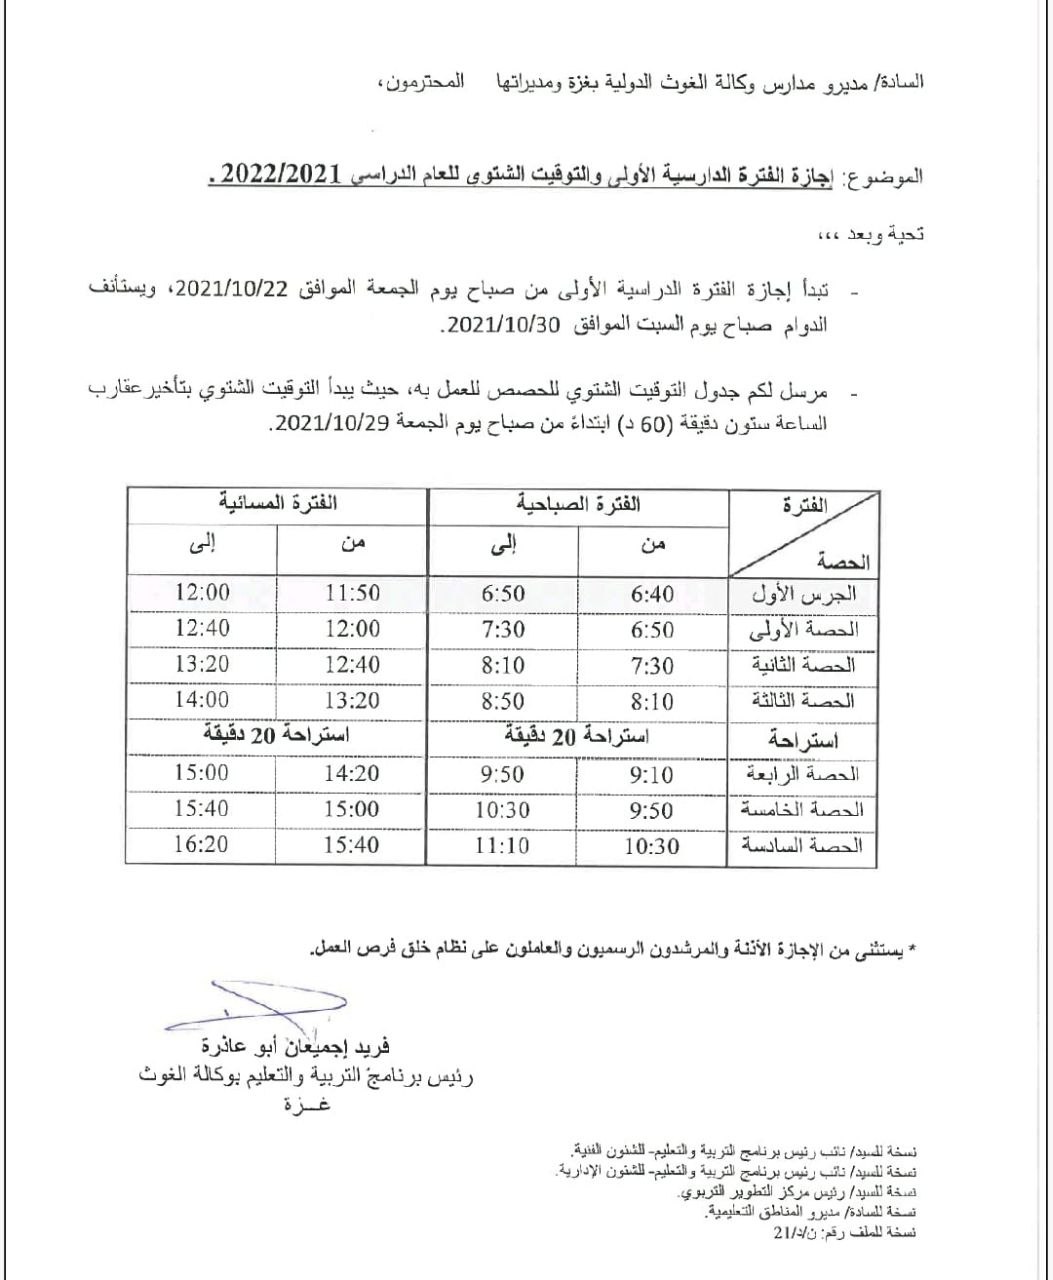 السادة/ مديرو مدارس وكالة الغوث الدولية بغزة ومديراتها المحترمون،
الموضوع: إجازة الفترة الدارسية الأولى والتوقيت الشتوي للعام الدراسي 2022/2021 .
تحية وبعد ،،،
- تبدأ إجازة الفترة الدراسية الأولى من صباح يوم الجمعة الموافق 2021/10/22، ويستأنف
الدوام صباح يوم السبت الموافق 2021/10/30.
- مرسل لكم جدول التوقيت الشتوي للحصص للعمل به، حيث يبدأ التوقيت الشتوي بتأخير عقارب
الساعة ستون دقيقة (60 د) ابتداءً من صباح يوم الجمعة 2021/10/29.
الفترة الفترة الصباحية الفترة المسائية
الحصة من إلى من إلى
الجرس الأول 6:40 6:50 11:50 12:00
الحصة الأولى 6:50 7:30 12:00 12:40
الحصة الثانية 7:30 8:10 12:40 13:20
الحصة الثالثة 8:10 8:50 13:20 14:00
استراحة استراحة 20 دقيقة استراحة 20 دقيقة
الحصة الرابعة 9:10 9:50 14:20 15:00
الحصة الخامسة 9:50 10:30 15:00 15:40
الحصة السادسة 10:30 11:10 15:40 16:20
* يستثنى من الإجازة الآذنة والمرشدون الرسميون والعاملون على نظام خلق فرص العمل.
فريد إجميعان أبو عاذرة
رئيس برنامج التربية والتعليم بوكالة الغوث
غـــزة
نسخة للسيد/ نائب رئيس برنامج التربية والتعليم- للشئون الفنية.
نسخة للسيد/ نائب رئيس برنامج التربية والتعليم- للشئون الإدارية.
نسخة للسيد/ رئيس مركز التطوير التربوي.
نسخة للسادة/ مديرو المناطق التعليمية.
نسخة للملف رقم: ن/د/21